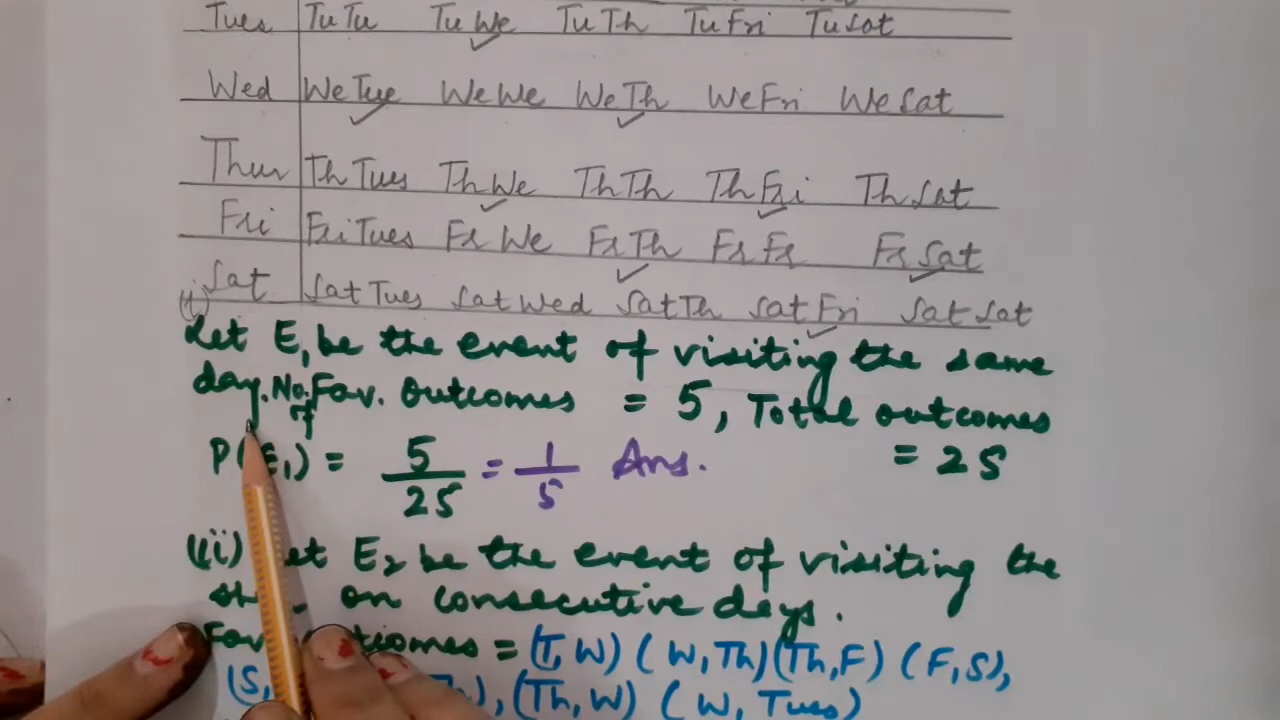 Tues TuTu TuWe TuTh TuFri TuSat
Wed WeTue WeWe WeTh WeFri WeSat
Thur ThTues ThWe ThTh ThFri ThSat
Fri FriTues FrWe FrTh FrFr FrSat
Sat SatTues SatWed SatTh SatFri SatSat
Let E₁ be the event of visiting the same
day. No. of Fav. outcomes = 5, Total outcomes
P(E₁) = 5/25 = 1/5 Ans. = 25
(ii) Let E₂ be the event of visiting the
on consecutive days.
Fav = (T, W) (W, Th) (Th, F) (F, S),
(S, (Th, W) (W, Tues)